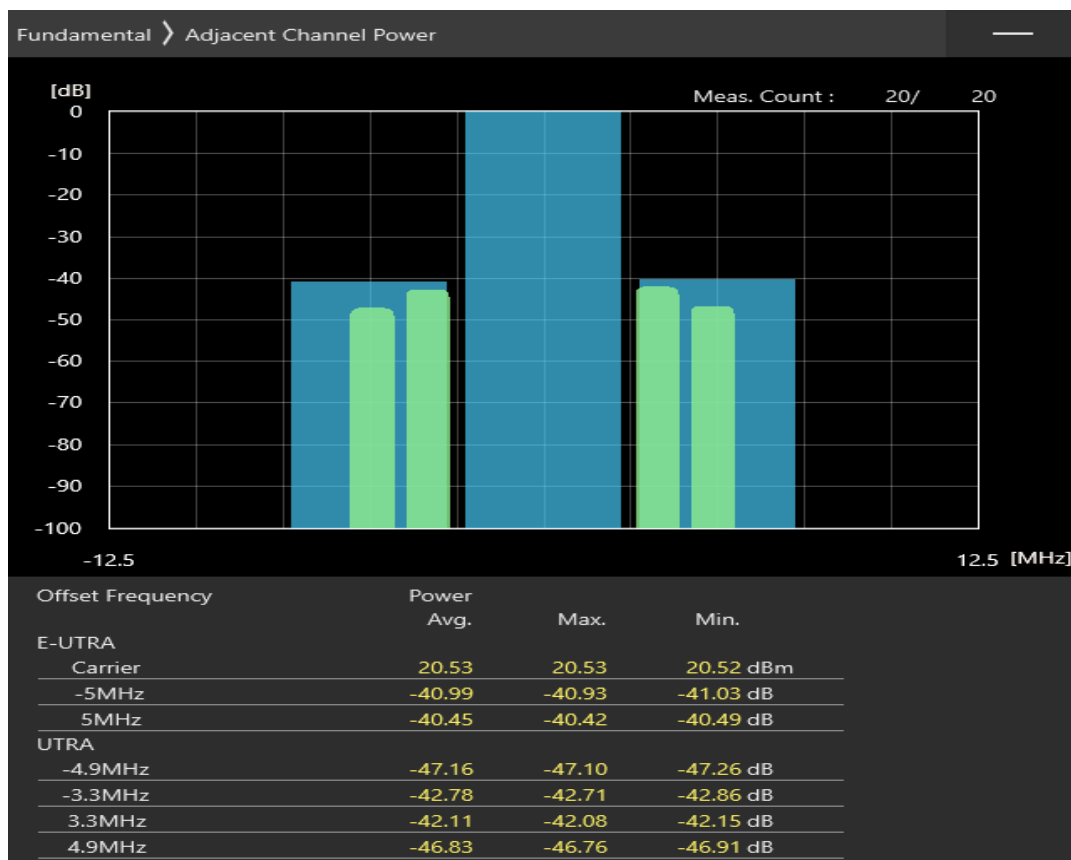 Fundamental ❯ Adjacent Channel Power
[dB] Meas. Count : 20/ 20
0
-10
-20
-30
-40
-50
-60
-70
-80
-90
-100
-12.5 12.5 [MHz]
Offset Frequency Power
Avg. Max. Min.
E-UTRA
Carrier 20.53 20.53 20.52 dBm
-5MHz -40.99 -40.93 -41.03 dB
5MHz -40.45 -40.42 -40.49 dB
UTRA
-4.9MHz -47.16 -47.10 -47.26 dB
-3.3MHz -42.78 -42.71 -42.86 dB
3.3MHz -42.11 -42.08 -42.15 dB
4.9MHz -46.83 -46.76 -46.91 dB